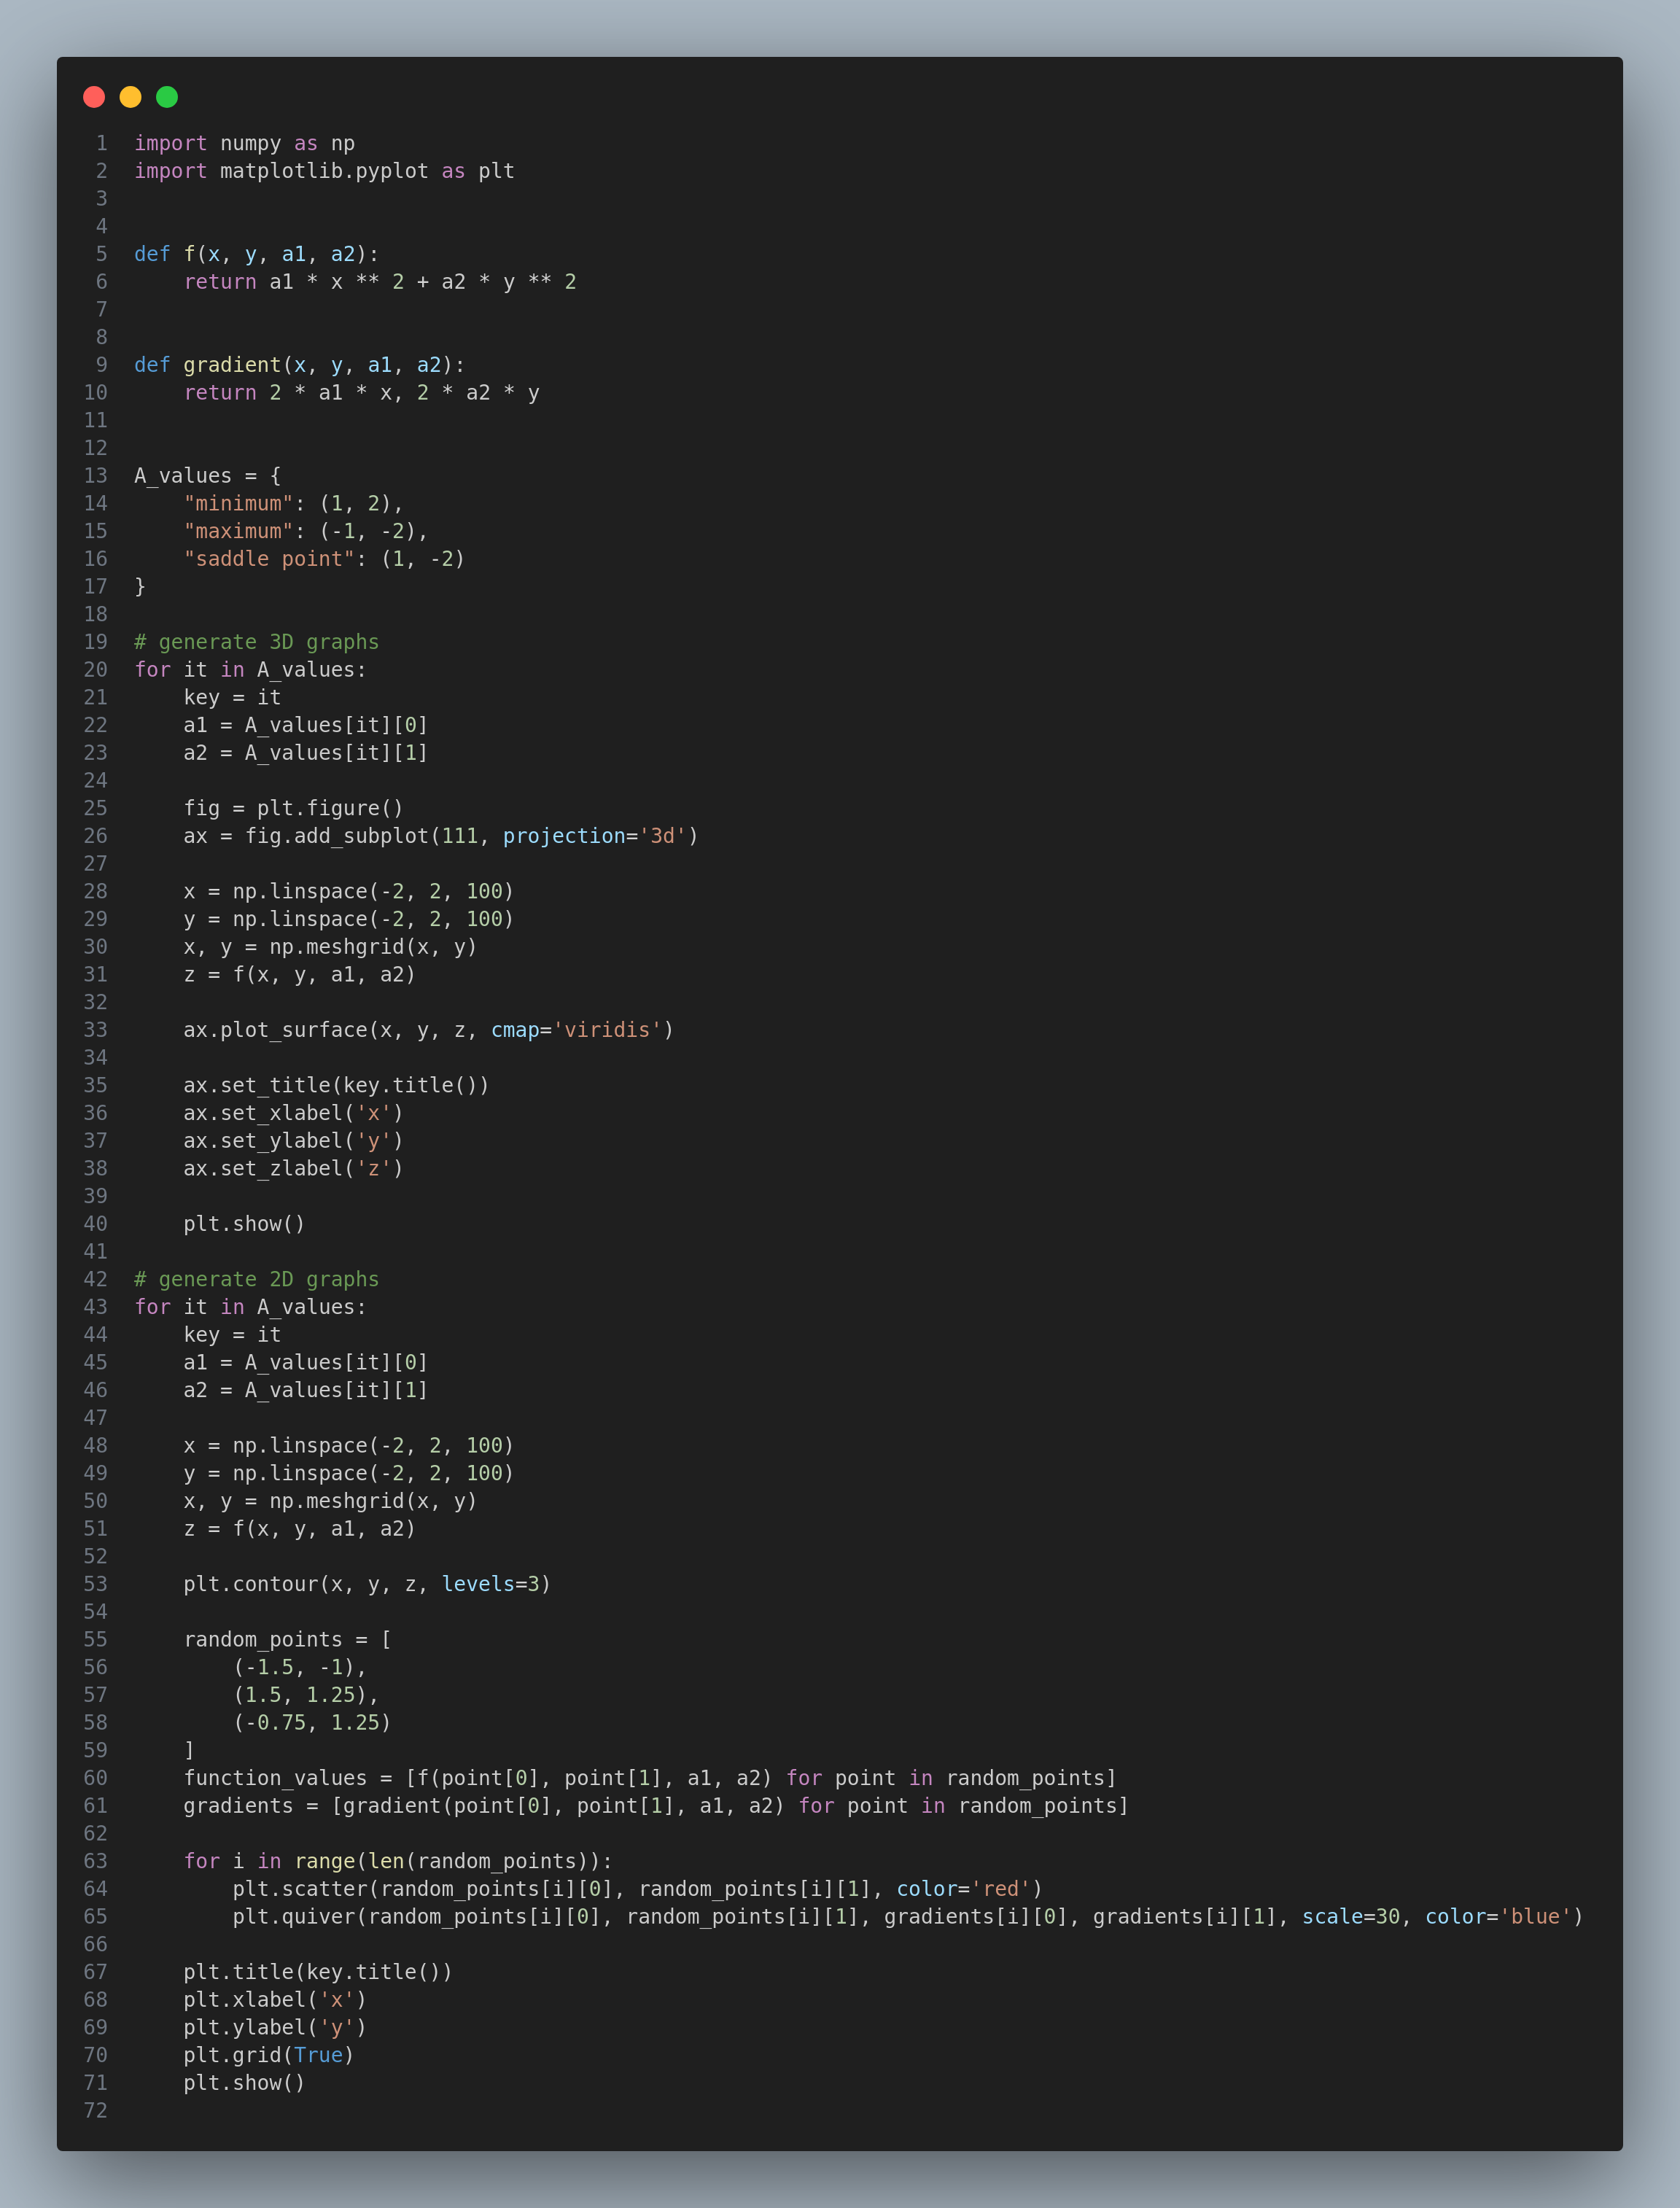 1 import numpy as np
2 import matplotlib.pyplot as plt
3
4
5 def f(x, y, a1, a2):
6     return a1 * x ** 2 + a2 * y ** 2
7
8
9 def gradient(x, y, a1, a2):
10     return 2 * a1 * x, 2 * a2 * y
11
12
13 A_values = {
14     "minimum": (1, 2),
15     "maximum": (-1, -2),
16     "saddle point": (1, -2)
17 }
18
19 # generate 3D graphs
20 for it in A_values:
21     key = it
22     a1 = A_values[it][0]
23     a2 = A_values[it][1]
24
25     fig = plt.figure()
26     ax = fig.add_subplot(111, projection='3d')
27
28     x = np.linspace(-2, 2, 100)
29     y = np.linspace(-2, 2, 100)
30     x, y = np.meshgrid(x, y)
31     z = f(x, y, a1, a2)
32
33     ax.plot_surface(x, y, z, cmap='viridis')
34
35     ax.set_title(key.title())
36     ax.set_xlabel('x')
37     ax.set_ylabel('y')
38     ax.set_zlabel('z')
39
40     plt.show()
41
42 # generate 2D graphs
43 for it in A_values:
44     key = it
45     a1 = A_values[it][0]
46     a2 = A_values[it][1]
47
48     x = np.linspace(-2, 2, 100)
49     y = np.linspace(-2, 2, 100)
50     x, y = np.meshgrid(x, y)
51     z = f(x, y, a1, a2)
52
53     plt.contour(x, y, z, levels=3)
54
55     random_points = [
56         (-1.5, -1),
57         (1.5, 1.25),
58         (-0.75, 1.25)
59     ]
60     function_values = [f(point[0], point[1], a1, a2) for point in random_points]
61     gradients = [gradient(point[0], point[1], a1, a2) for point in random_points]
62
63     for i in range(len(random_points)):
64         plt.scatter(random_points[i][0], random_points[i][1], color='red')
65         plt.quiver(random_points[i][0], random_points[i][1], gradients[i][0], gradients[i][1], scale=30, color='blue')
66
67     plt.title(key.title())
68     plt.xlabel('x')
69     plt.ylabel('y')
70     plt.grid(True)
71     plt.show()
72